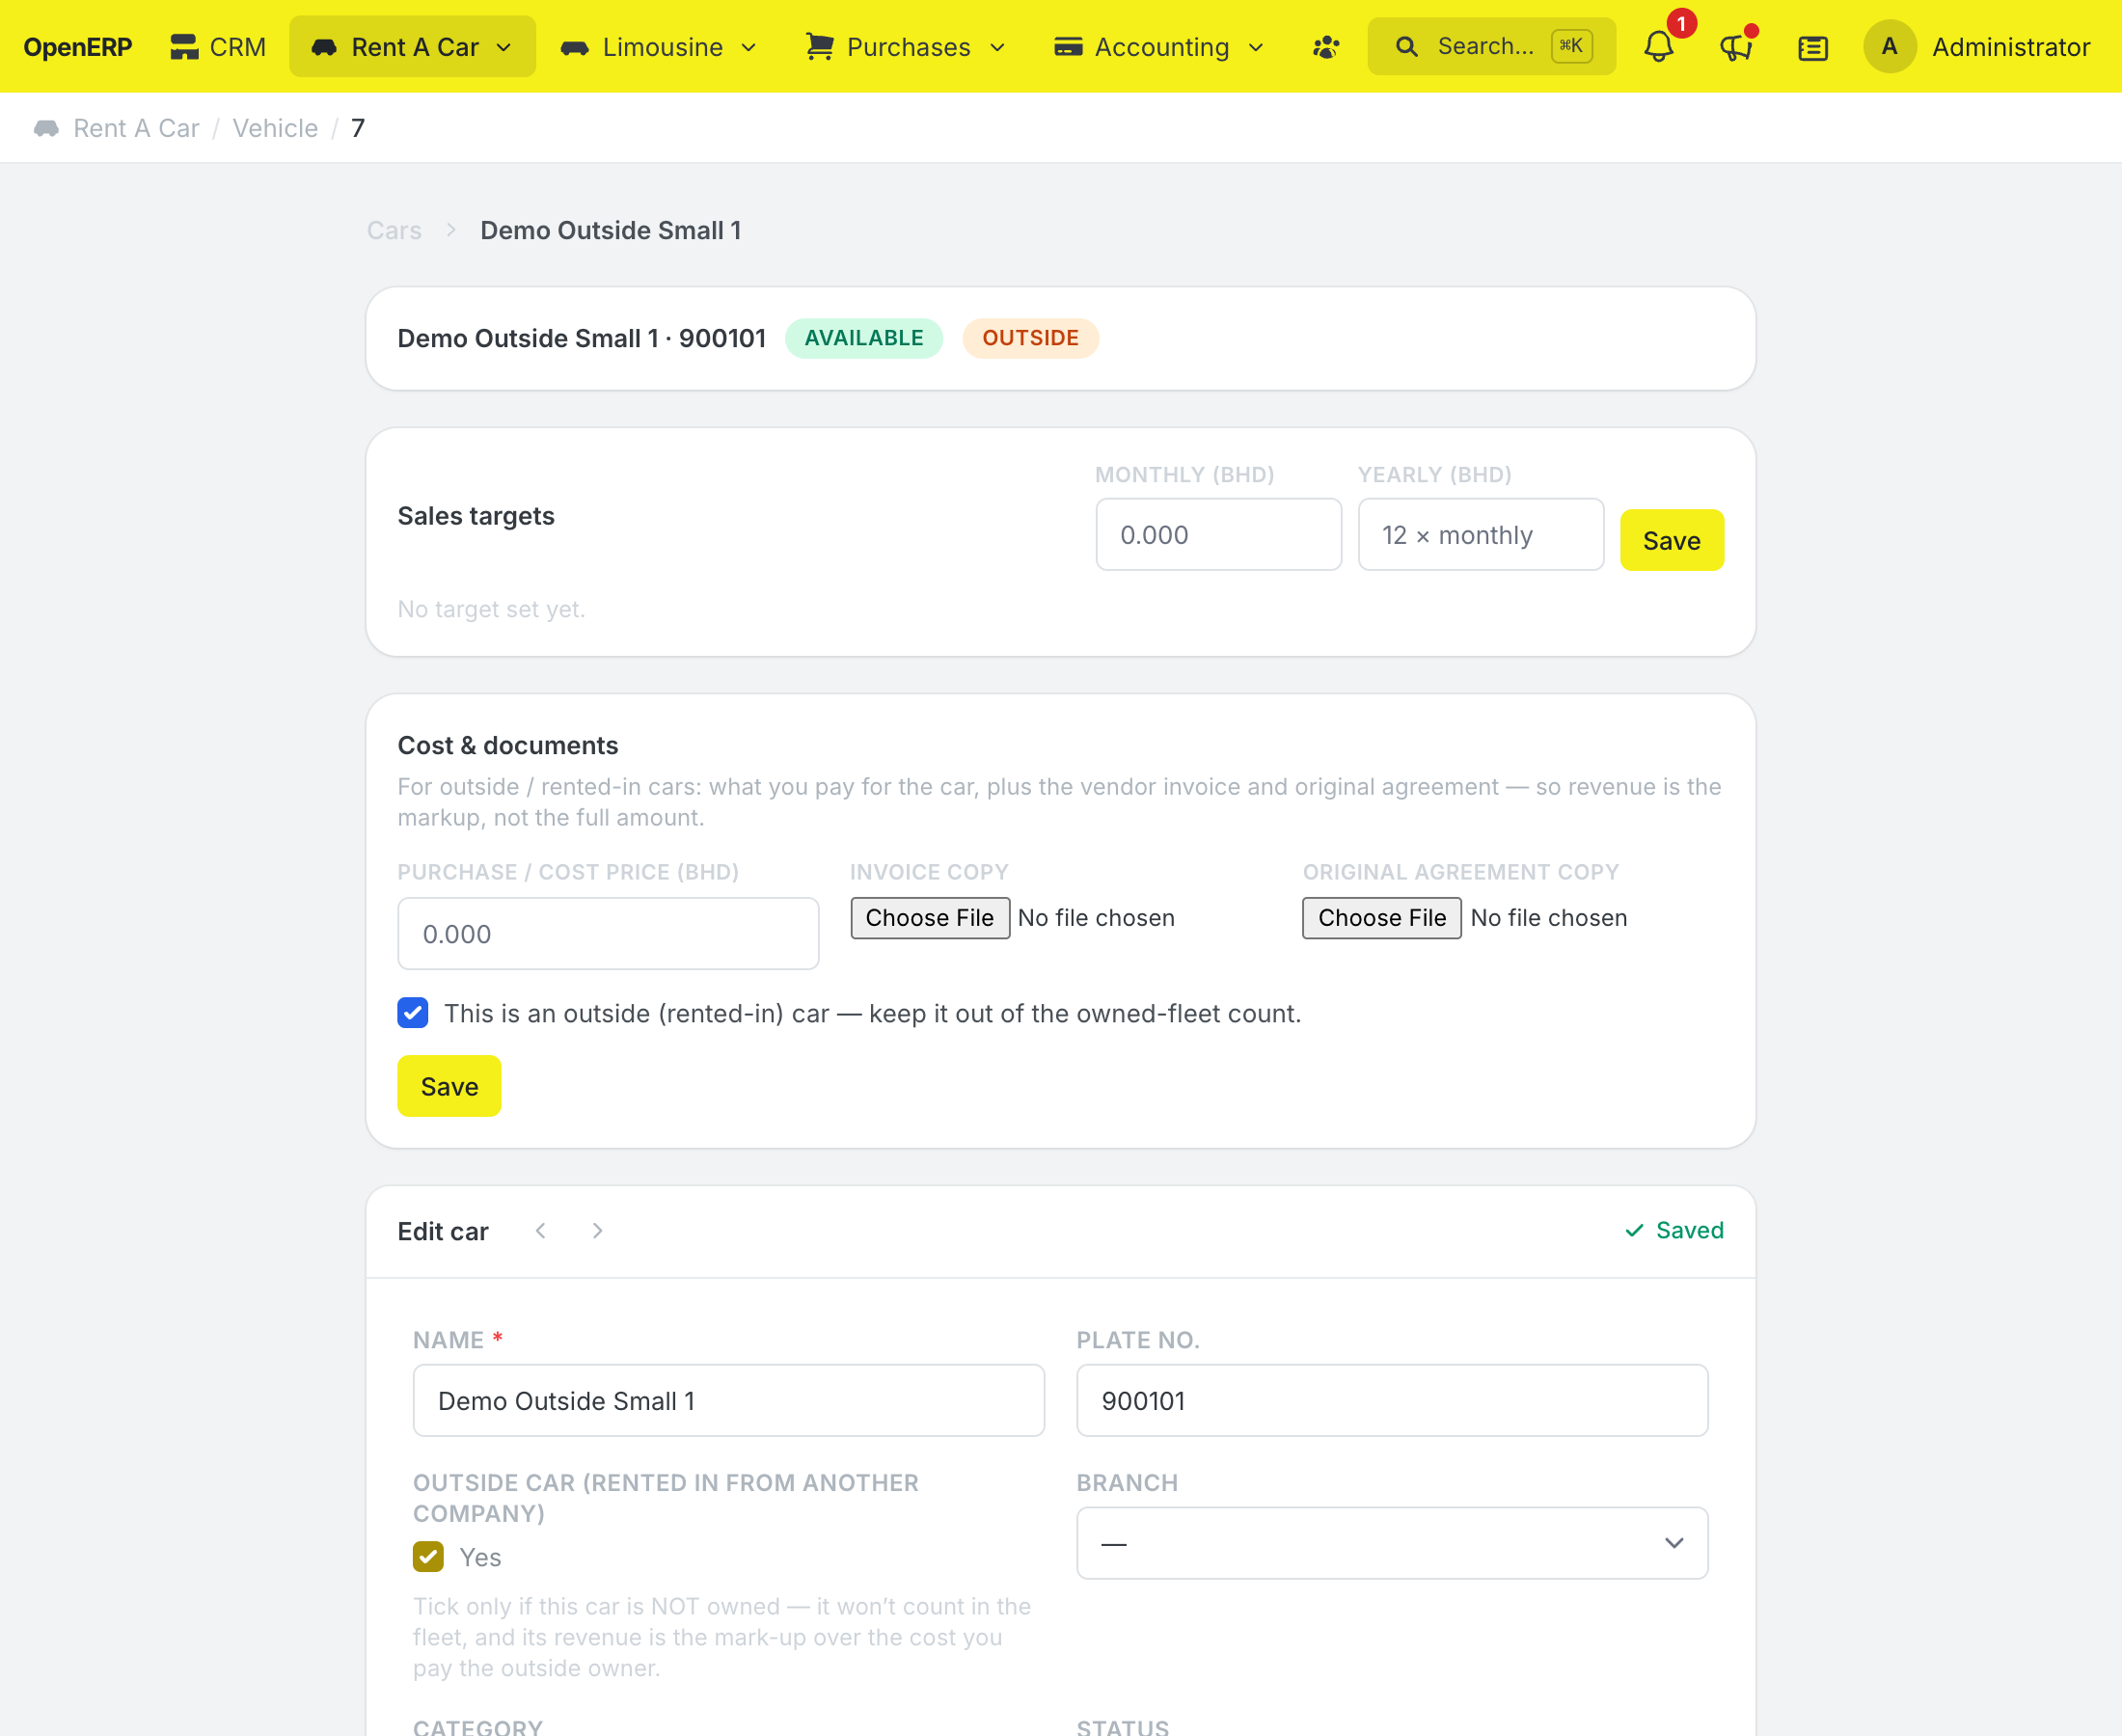 OpenERP CRM Rent A Car Limousine Purchases Accounting Search... ⌘K 1 A Administrator
Rent A Car / Vehicle / 7
Cars > Demo Outside Small 1
Demo Outside Small 1 · 900101 AVAILABLE OUTSIDE
MONTHLY (BHD) YEARLY (BHD)
Sales targets 0.000 12 × monthly Save
No target set yet.
Cost & documents
For outside / rented-in cars: what you pay for the car, plus the vendor invoice and original agreement — so revenue is the
markup, not the full amount.
PURCHASE / COST PRICE (BHD) INVOICE COPY ORIGINAL AGREEMENT COPY
0.000 Choose File No file chosen Choose File No file chosen
This is an outside (rented-in) car — keep it out of the owned-fleet count.
Save
Edit car Saved
NAME * PLATE NO.
Demo Outside Small 1 900101
OUTSIDE CAR (RENTED IN FROM ANOTHER
COMPANY)
BRANCH
Yes —
Tick only if this car is NOT owned — it won’t count in the
fleet, and its revenue is the mark-up over the cost you
pay the outside owner.
CATEGORY STATUS